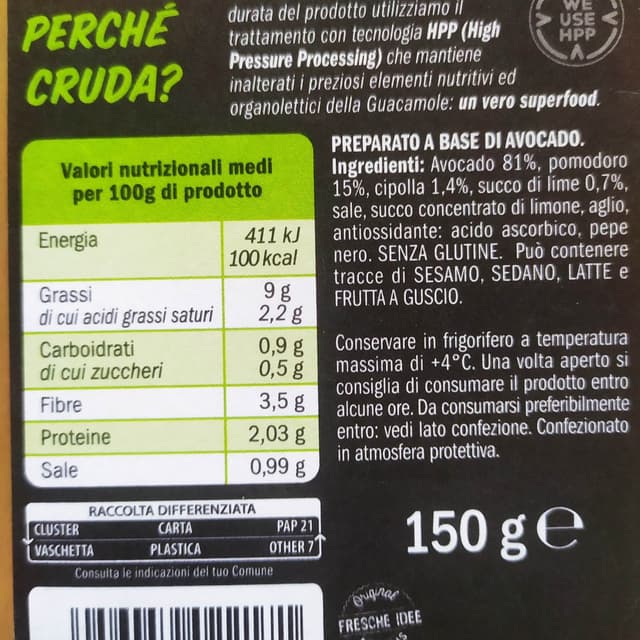 PERCHÉ
CRUDA?
durata del prodotto utilizziamo il
trattamento con tecnologia HPP (High
Pressure Processing) che mantiene
inalterati i preziosi elementi nutritivi ed
organolettici della Guacamole: un vero superfood.
WE
USE
HPP
Valori nutrizionali medi
per 100g di prodotto
Energia 411 kJ
100 kcal
Grassi 9 g
di cui acidi grassi saturi 2,2 g
Carboidrati 0,9 g
di cui zuccheri 0,5 g
Fibre 3,5 g
Proteine 2,03 g
Sale 0,99 g
PREPARATO A BASE DI AVOCADO.
Ingredienti: Avocado 81%, pomodoro
15%, cipolla 1,4%, succo di lime 0,7%,
sale, succo concentrato di limone, aglio,
antiossidante: acido ascorbico, pepe
nero. SENZA GLUTINE. Può contenere
tracce di SESAMO, SEDANO, LATTE e
FRUTTA A GUSCIO.
Conservare in frigorifero a temperatura
massima di +4°C. Una volta aperto si
consiglia di consumare il prodotto entro
alcune ore. Da consumarsi preferibilmente
entro: vedi lato confezione. Confezionato
in atmosfera protettiva.
RACCOLTA DIFFERENZIATA
CLUSTER CARTA PAP 21
VASCHETTA PLASTICA OTHER 7
Consulta le indicazioni del tuo Comune
150 g e
Original
FRESCHE IDEE